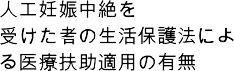 人工妊娠中絶を
受けた者の生活保護法によ
る医療扶助適用の有無